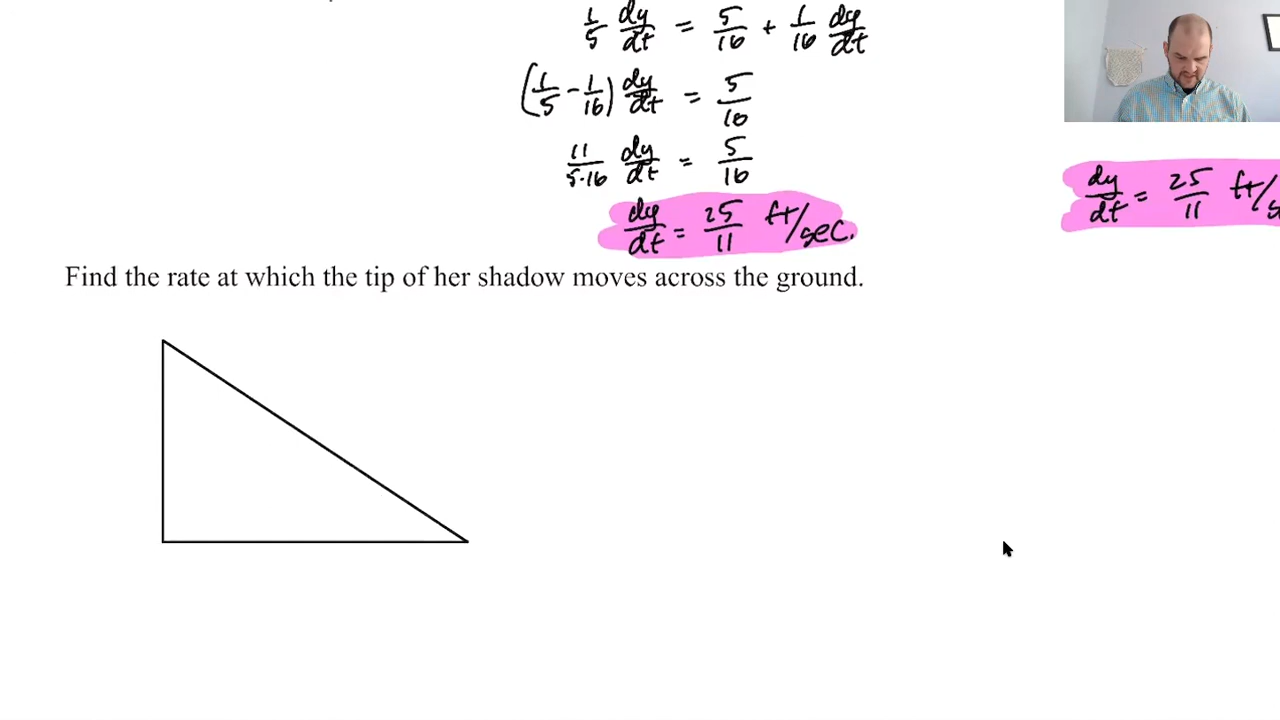 1/5 dy/dt = 5/16 + 1/16 dy/dt
(1/5 - 1/16) dy/dt = 5/16
11/5·16 dy/dt = 5/16
dy/dt = 25/11 ft/sec.
dy/dt = 25/11 ft/s
Find the rate at which the tip of her shadow moves across the ground.